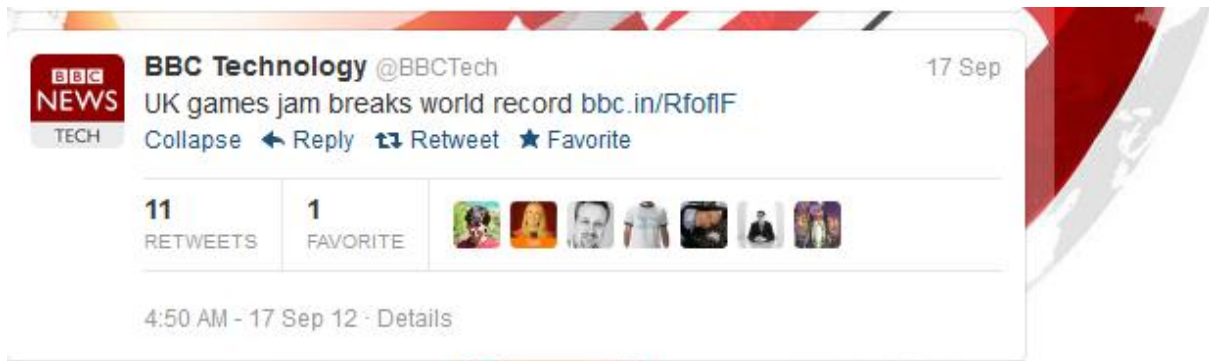 BBC
NEWS
TECH
BBC Technology @BBCTech 17 Sep
UK games jam breaks world record bbc.in/RfoflF
Collapse Reply Retweet Favorite
11 1
RETWEETS FAVORITE
4:50 AM - 17 Sep 12 · Details